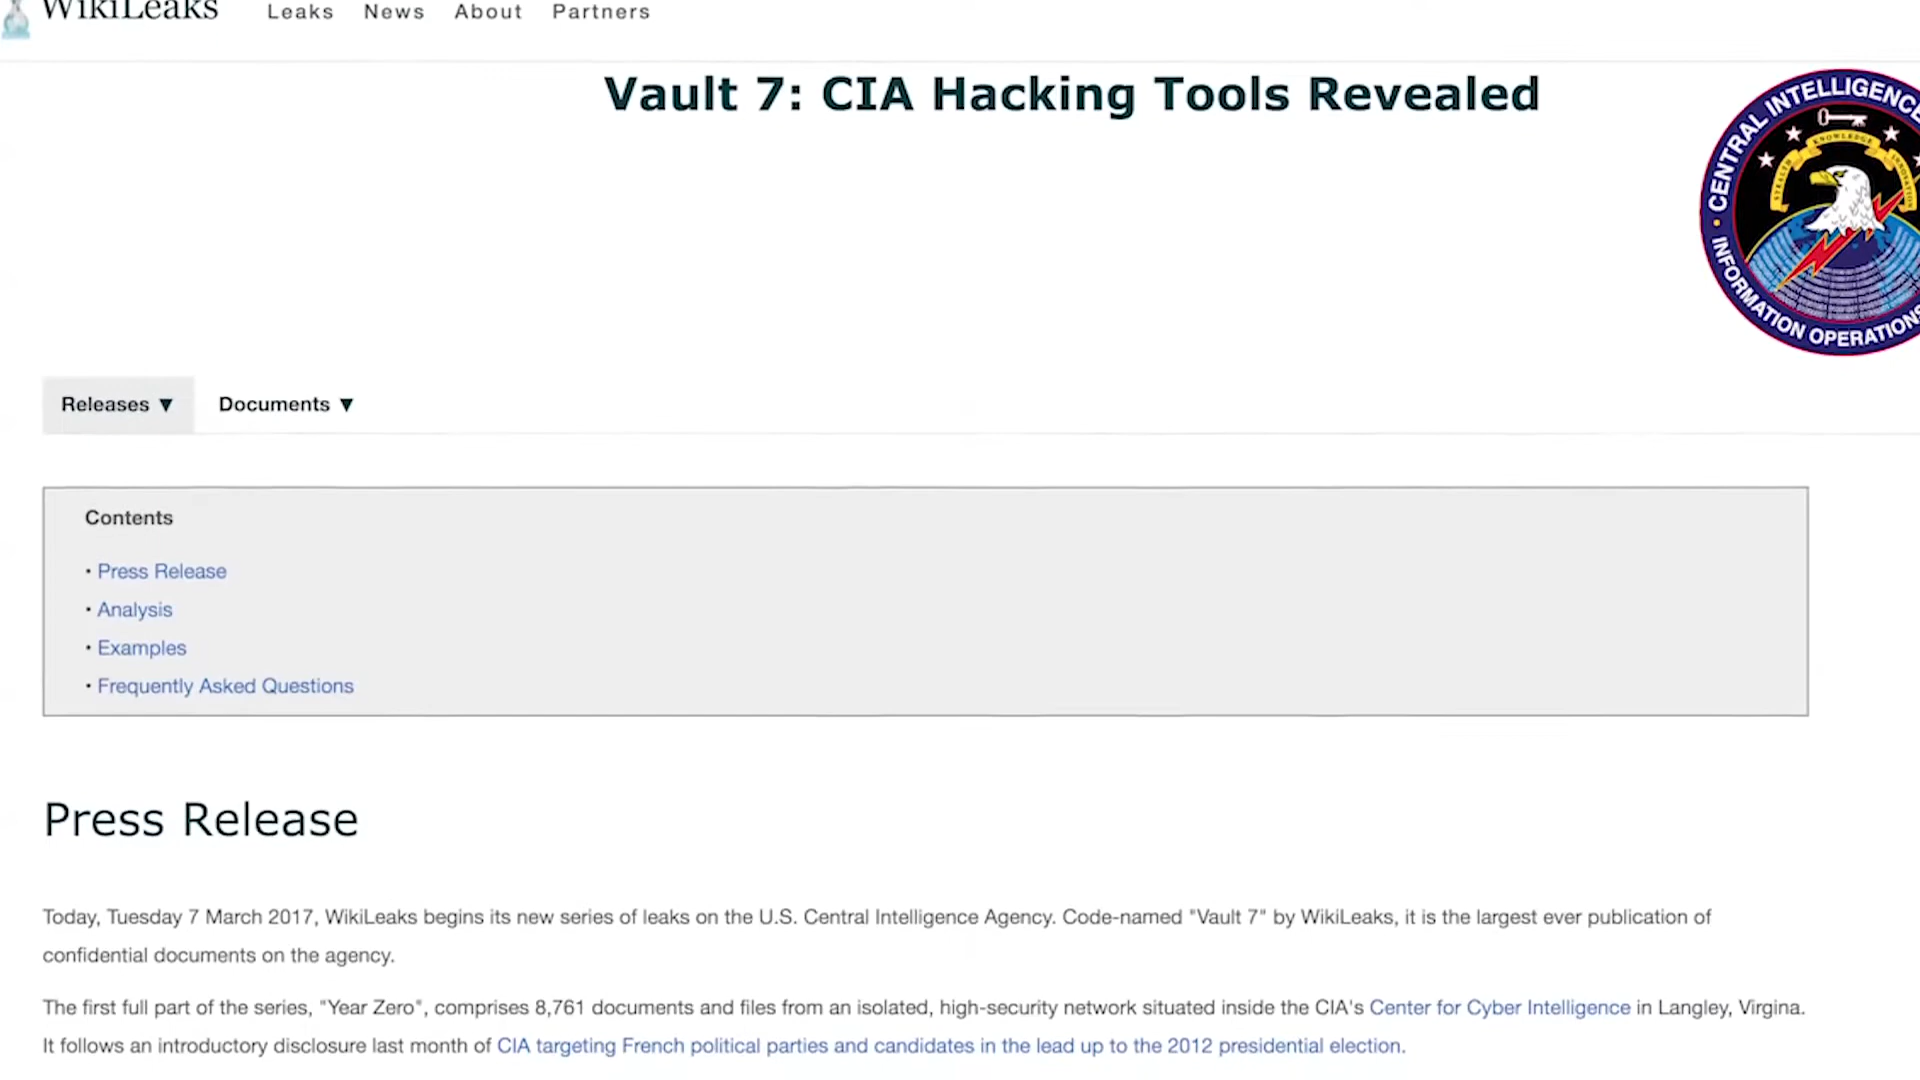 WikiLeaks Leaks News About Partners
Vault 7: CIA Hacking Tools Revealed
CENTRAL INTELLIGENCE
STEALTH KNOWLEDGE INNOVATION
INFORMATION OPERATIONS
Releases ▼ Documents ▼
Contents
• Press Release
• Analysis
• Examples
• Frequently Asked Questions
Press Release
Today, Tuesday 7 March 2017, WikiLeaks begins its new series of leaks on the U.S. Central Intelligence Agency. Code-named "Vault 7" by WikiLeaks, it is the largest ever publication of
confidential documents on the agency.
The first full part of the series, "Year Zero", comprises 8,761 documents and files from an isolated, high-security network situated inside the CIA's Center for Cyber Intelligence in Langley, Virgina.
It follows an introductory disclosure last month of CIA targeting French political parties and candidates in the lead up to the 2012 presidential election.